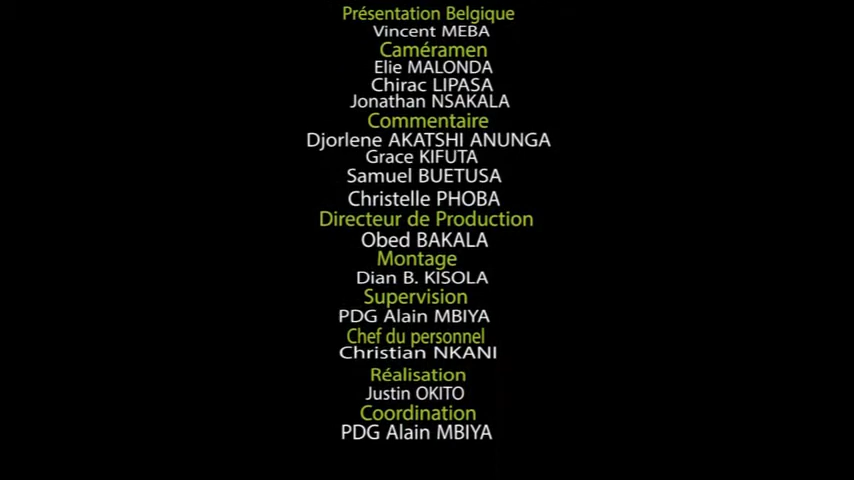 Présentation Belgique
Vincent MEBA
Caméramen
Elie MALONDA
Chirac LIPASA
Jonathan NSAKALA
Commentaire
Djorlene AKATSHI ANUNGA
Grace KIFUTA
Samuel BUETUSA
Christelle PHOBA
Directeur de Production
Obed BAKALA
Montage
Dian B. KISOLA
Supervision
PDG Alain MBIYA
Chef du personnel
Christian NKANI
Réalisation
Justin OKITO
Coordination
PDG Alain MBIYA